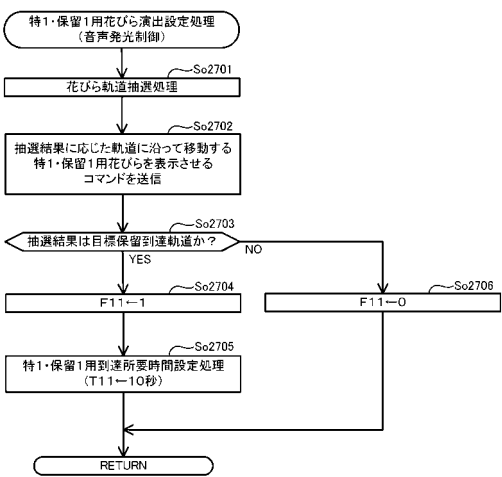 特1・保留1用花びら演出設定処理
(音声発光制御)
So2701
花びら軌道抽選処理
So2702
抽選結果に応じた軌道に沿って移動する
特1・保留1用花びらを表示させる
コマンドを送信
So2703
抽選結果は目標保留到達軌道か?
YES
NO
So2704
F11←1
So2706
F11←0
So2705
特1・保留1用到達所要時間設定処理
(T11←10秒)
RETURN